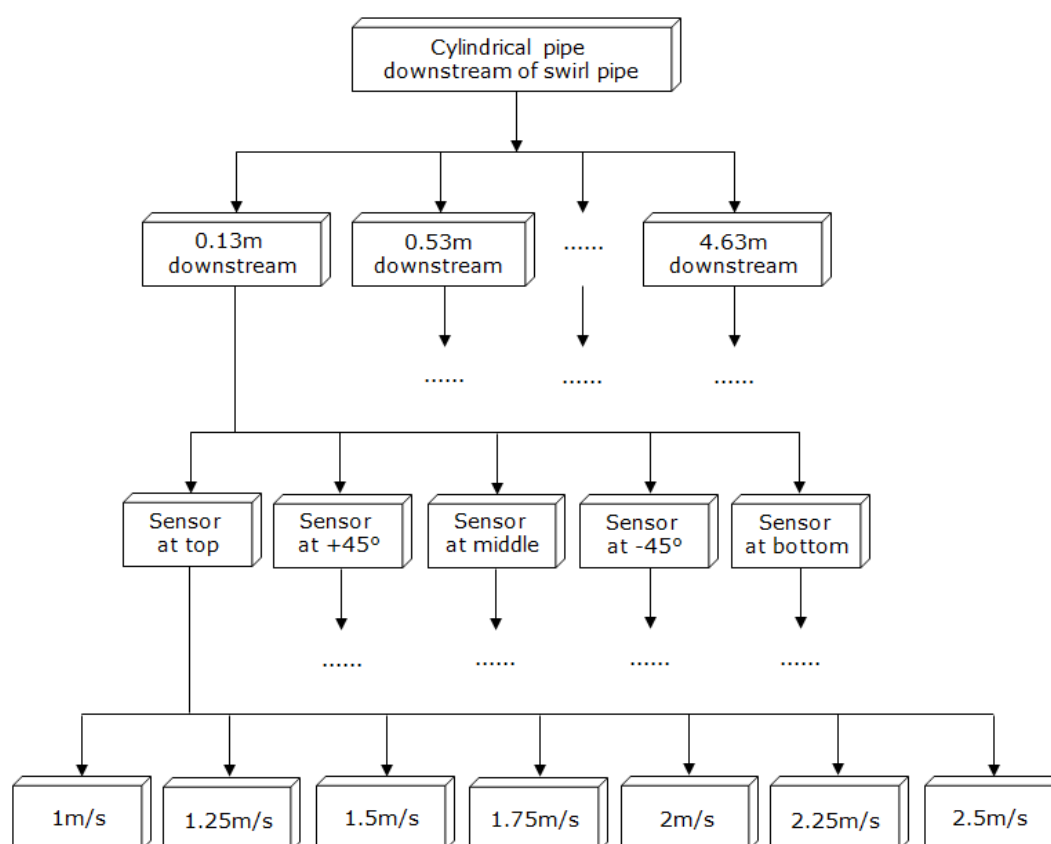 Cylindrical pipe
downstream of swirl pipe
0.13m
downstream
0.53m
downstream
......
4.63m
downstream
......
......
......
Sensor
at top
Sensor
at +45º
Sensor
at middle
Sensor
at -45º
Sensor
at bottom
......
......
......
......
1m/s
1.25m/s
1.5m/s
1.75m/s
2m/s
2.25m/s
2.5m/s